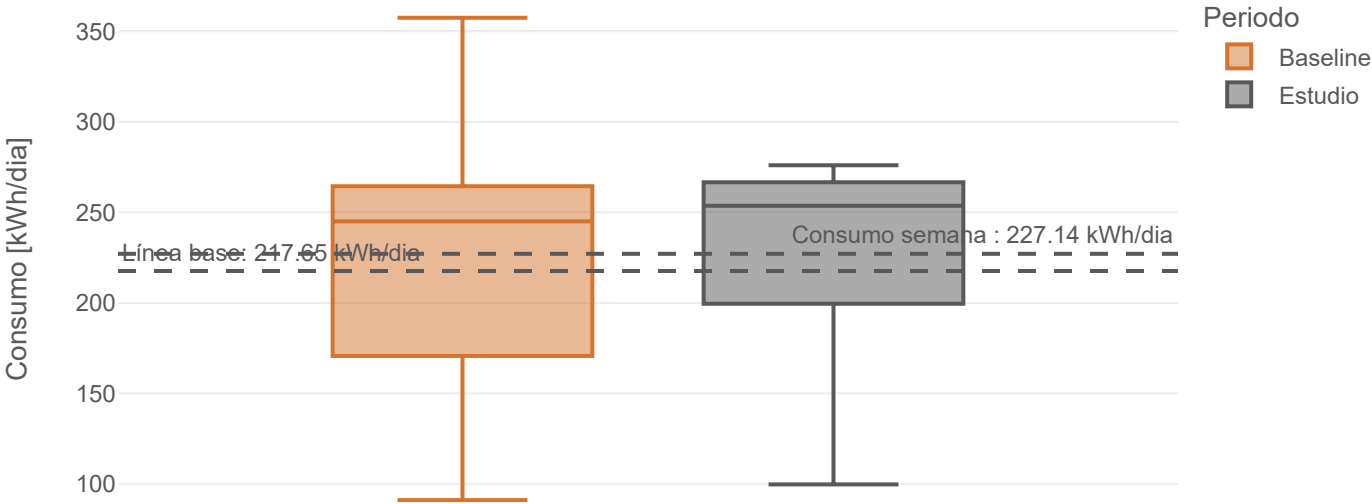 Periodo
Baseline
Estudio
Consumo [kWh/dia]
350
300
250
200
150
100
Línea base: 217.65 kWh/dia
Consumo semana : 227.14 kWh/dia